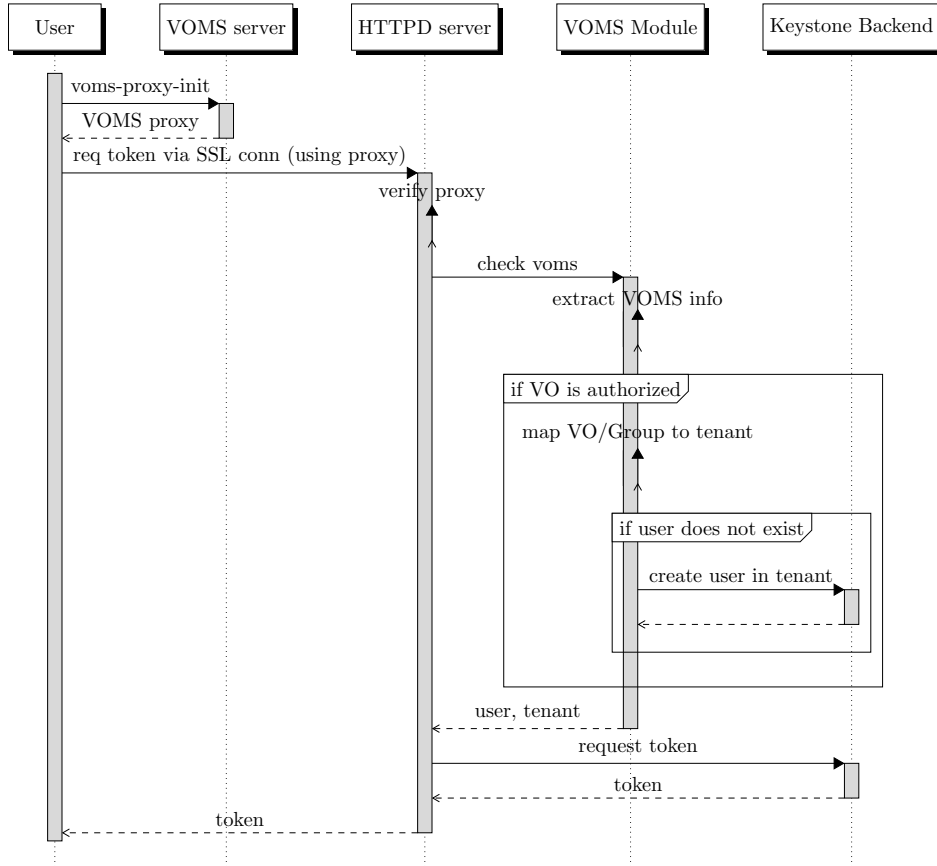 User
VOMS server
HTTPD server
VOMS Module
Keystone Backend
voms-proxy-init
VOMS proxy
req token via SSL conn (using proxy)
verify proxy
check voms
extract VOMS info
if VO is authorized
map VO/Group to tenant
if user does not exist
create user in tenant
user, tenant
request token
token
token